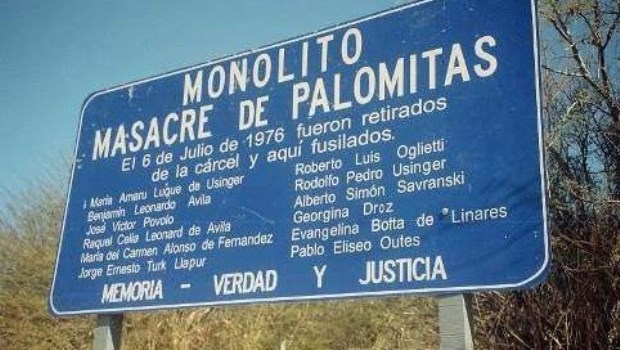 MONOLITO
MASACRE DE PALOMITAS
El 6 de Julio de 1976 fueron retirados
de la cárcel y aquí fusilados.
María Amaru Luque de Usinger
Benjamín Leonardo Avila
José Víctor Povolo
Raquel Celia Leonard de Avila
María del Carmen Alonso de Fernandez
Jorge Ernesto Turk Llapur
Roberto Luis Oglietti
Rodolfo Pedro Usinger
Alberto Simón Savranski
Georgina Droz
Evangelina Botta de Linares
Pablo Eliseo Outes
MEMORIA - VERDAD Y JUSTICIA